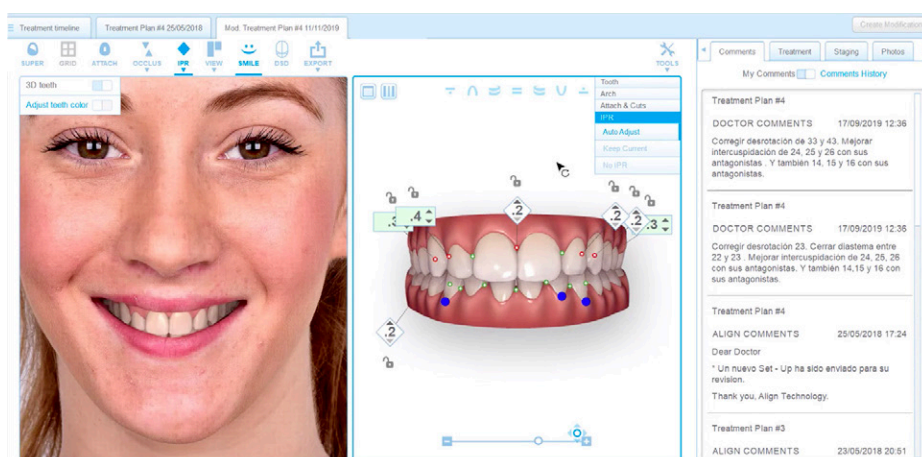 Treatment timeline
Treatment Plan #4 25/05/2018
Mod. Treatment Plan #4 11/11/2019
Create Modification
SUPER
GRID
ATTACH
OCCLUS
IPR
VIEW
SMILE
DSD
EXPORT
TOOLS
3D teeth
Adjust teeth color
Tooth
Arch
Attach & Cuts
IPR
Auto Adjust
Keep Current
No IPR
.4
.2
.2
.2
.3
.2
Comments
Treatment
Staging
Photos
My Comments
Comments History
Treatment Plan #4
DOCTOR COMMENTS 17/09/2019 12:36
Corregir desrotación de 33 y 43. Mejorar
intercuspidación de 24, 25 y 26 con sus
antagonistas . Y también 14, 15 y 16 con sus
antagonistas.
Treatment Plan #4
DOCTOR COMMENTS 17/09/2019 12:36
Corregir desrotación 23. Cerrar diastema entre
22 y 23 . Mejorar intercuspidación de 24, 25, 26
con sus antagonistas. Y también 14,15 y 16 con
sus antagonistas.
Treatment Plan #4
ALIGN COMMENTS 25/05/2018 17:24
Dear Doctor
* Un nuevo Set - Up ha sido enviado para su
revision.
Thank you, Align Technology.
Treatment Plan #3
ALIGN COMMENTS 23/05/2018 20:51